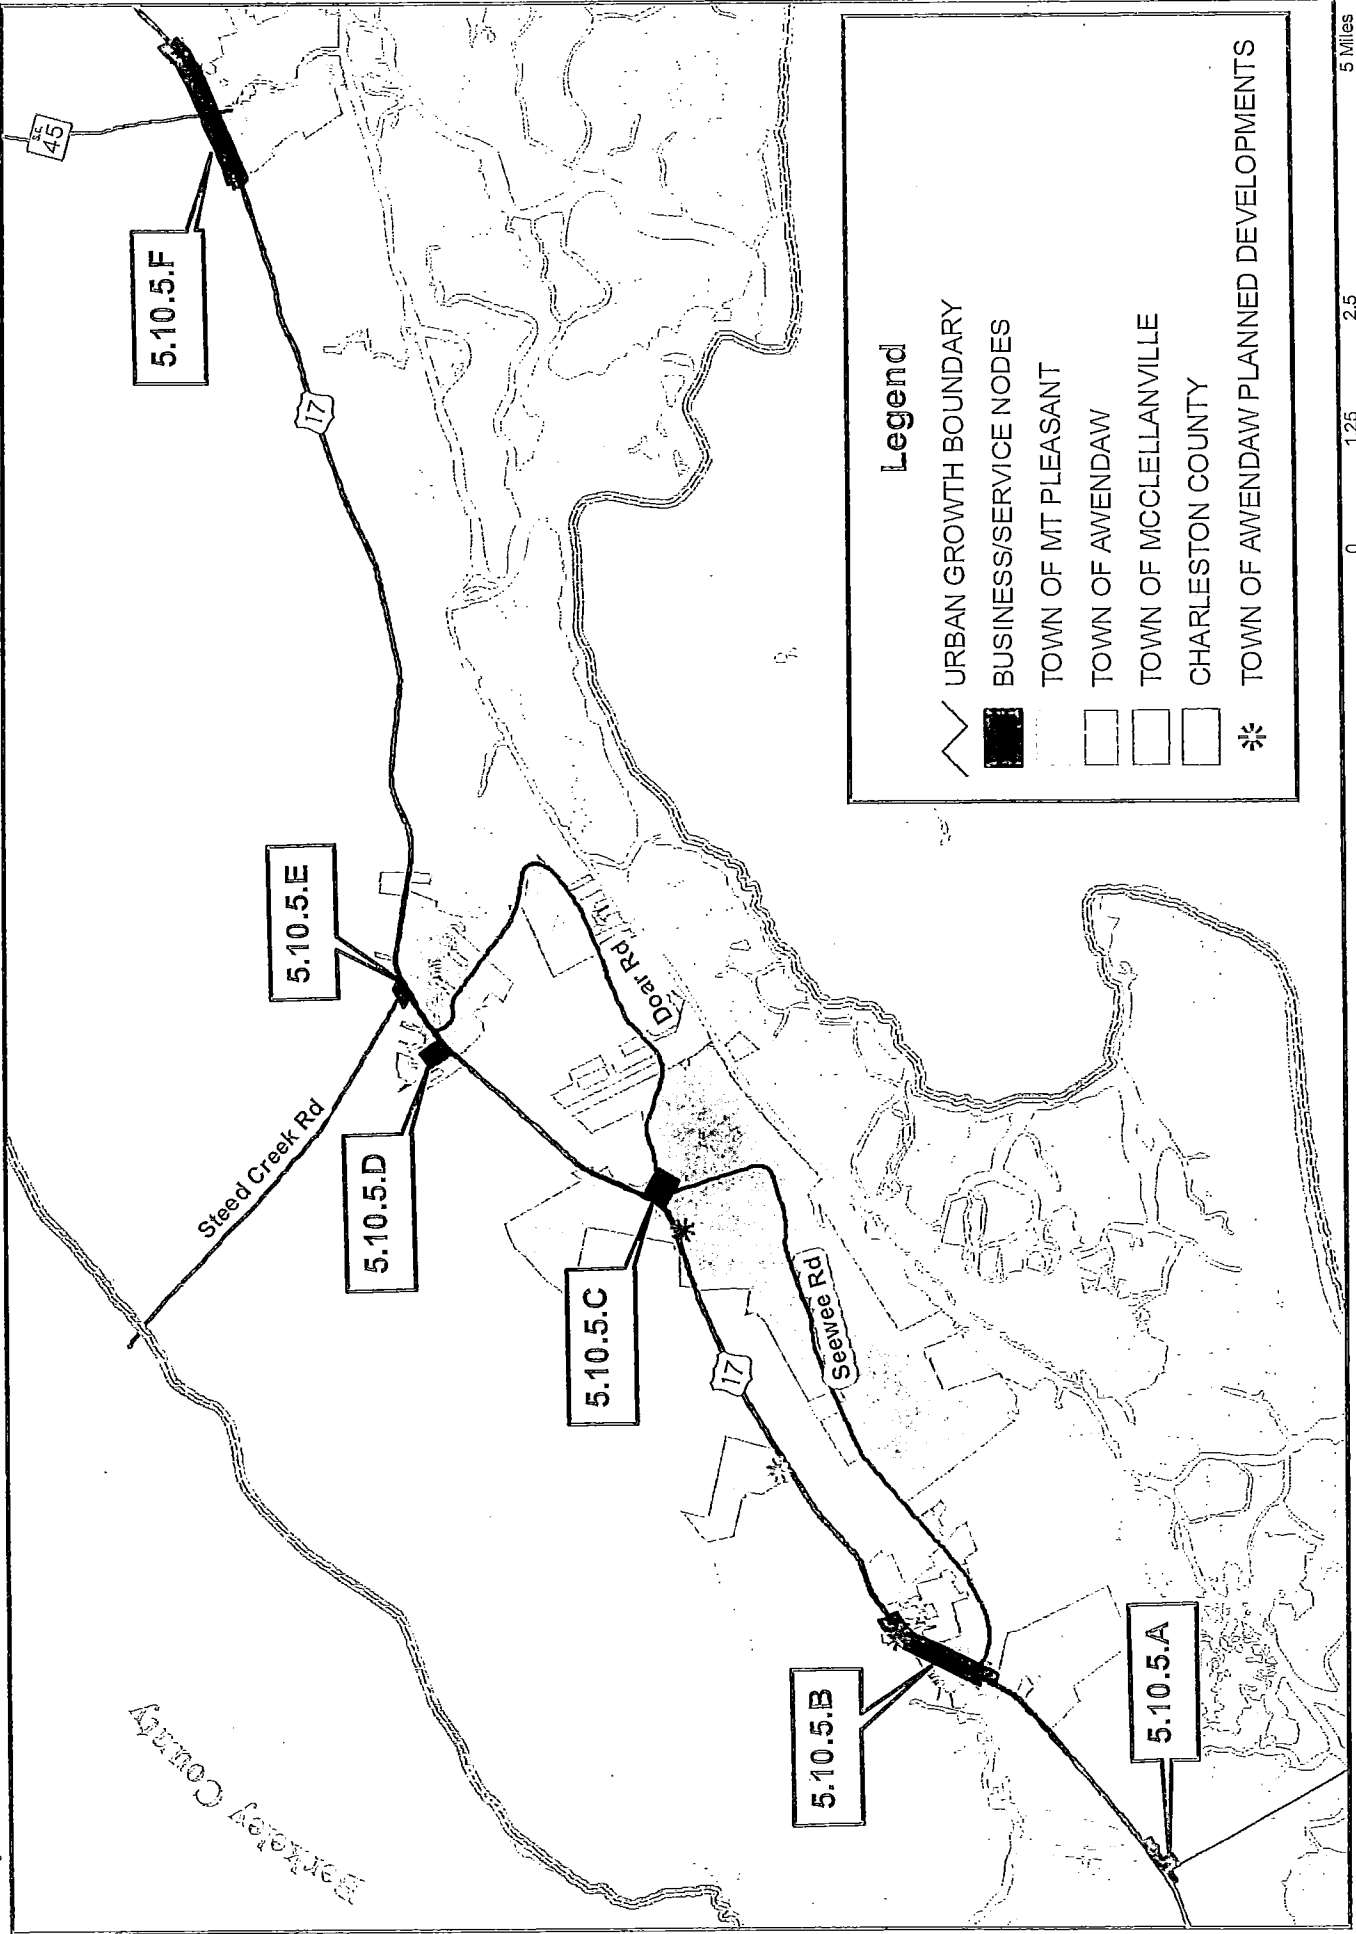 Berkeley County
Steed Creek Rd
S.C.
45
5.10.5.F
17
5.10.5.E
5.10.5.D
Doar Rd
5.10.5.C
17
Seewee Rd
5.10.5.B
5.10.5.A
Legend
URBAN GROWTH BOUNDARY
BUSINESS/SERVICE NODES
TOWN OF MT PLEASANT
TOWN OF AWENDAW
TOWN OF MCCLELLANVILLE
CHARLESTON COUNTY
TOWN OF AWENDAW PLANNED DEVELOPMENTS
0 1.25 2.5 5 Miles